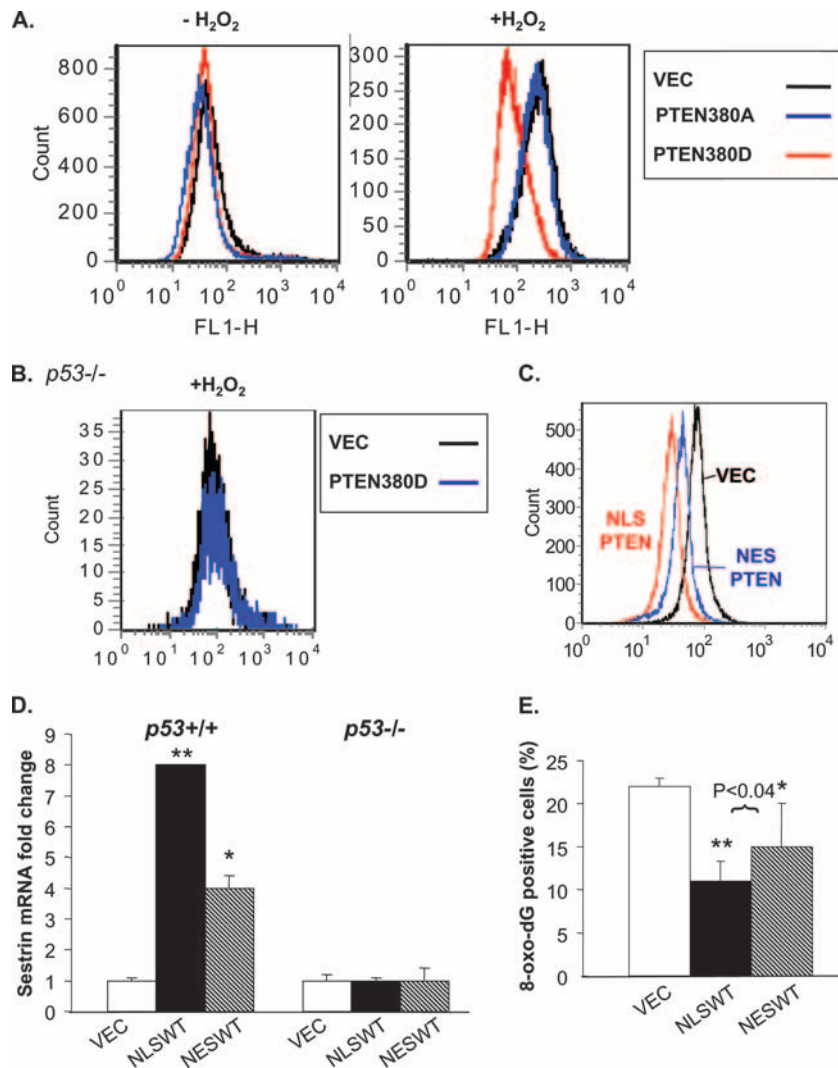 A.
- H2O2
+H2O2
Count
800
600
400
200
0
10^0 10^1 10^2 10^3 10^4
FL1-H
300
250
200
150
100
50
0
10^0 10^1 10^2 10^3 10^4
FL1-H
VEC
PTEN380A
PTEN380D
B. p53-/-
+H2O2
Count
35
30
25
20
15
10
5
0
10^0 10^1 10^2 10^3 10^4
VEC
PTEN380D
C.
Count
500
400
300
200
100
0
10^0 10^1 10^2 10^3 10^4
VEC
NLS
PTEN
NES
PTEN
D.
p53+/+
p53-/-
Sestrin mRNA fold change
9
8
7
6
5
4
3
2
1
0
**
*
VEC
NLSWT
NESWT
VEC
NLSWT
NESWT
E.
8-oxo-dG positive cells (%)
25
20
15
10
5
0
P<0.04
*
**
VEC
NLSWT
NESWT